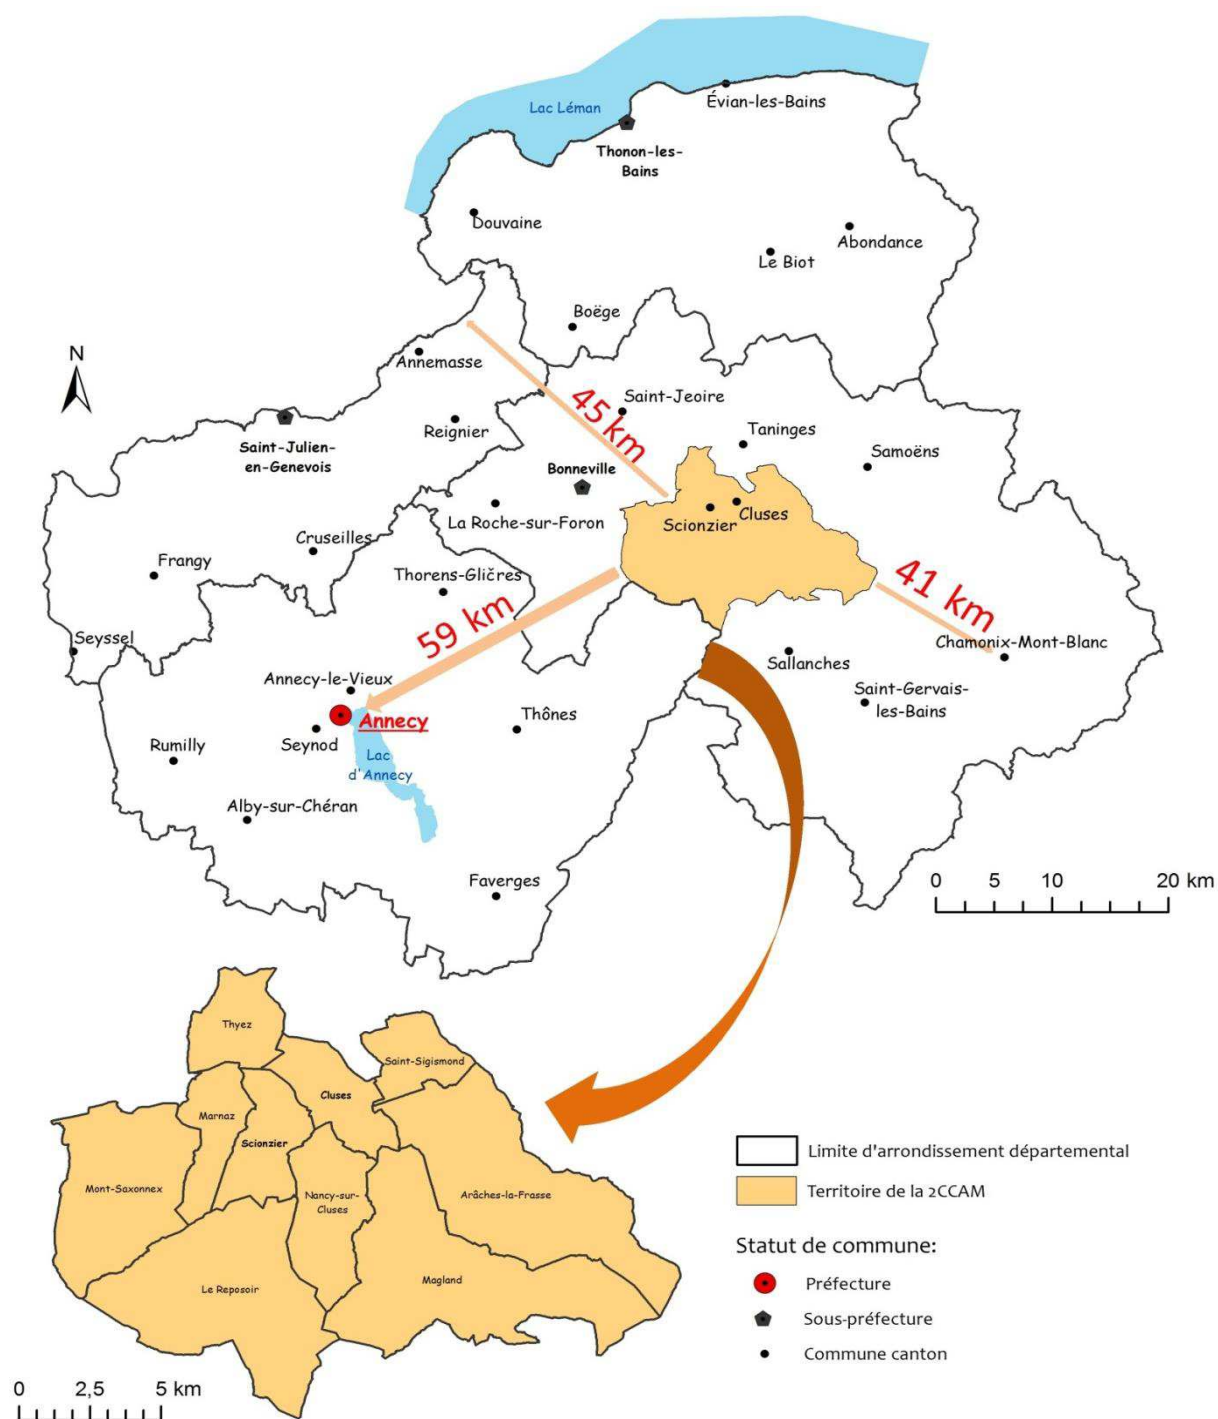 Lac Léman
Évian-les-Bains
Thonon-les-
Bains
Douvaine
Abondance
Le Biot
Boëge
N
Annemasse
45 km
Saint-Jeoire
Reignier
Taninges
Saint-Julien-
en-Genevois
Bonneville
Samoëns
La Roche-sur-Foron
Scionzier
Cluses
Cruseilles
Frangy
Thorens-Gličres
41 km
59 km
Seyssel
Chamonix-Mont-Blanc
Sallanches
Annecy-le-Vieux
Saint-Gervais-
les-Bains
Annecy
Thônes
Seynod
Rumilly
Lac
d'Annecy
Alby-sur-Chéran
Faverges
0 5 10 20 km
Thyez
Saint-Sigismond
Cluses
Marnaz
Scionzier
Mont-Saxonnex
Nancy-sur-
Cluses
Arâches-la-Frasse
Le Reposoir
Magland
0 2,5 5 km
Limite d'arrondissement départemental
Territoire de la 2CCAM
Statut de commune:
Préfecture
Sous-préfecture
Commune canton